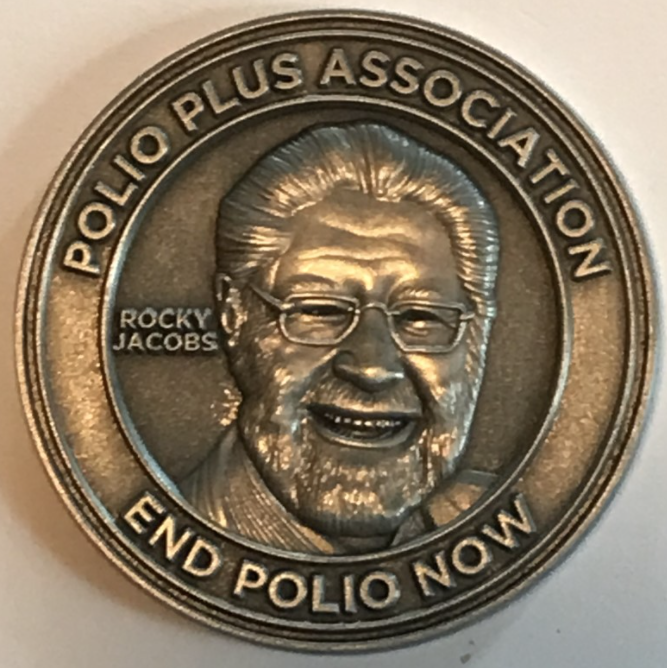 POLIO PLUS ASSOCIATION
ROCKY
JACOBS
END POLIO NOW